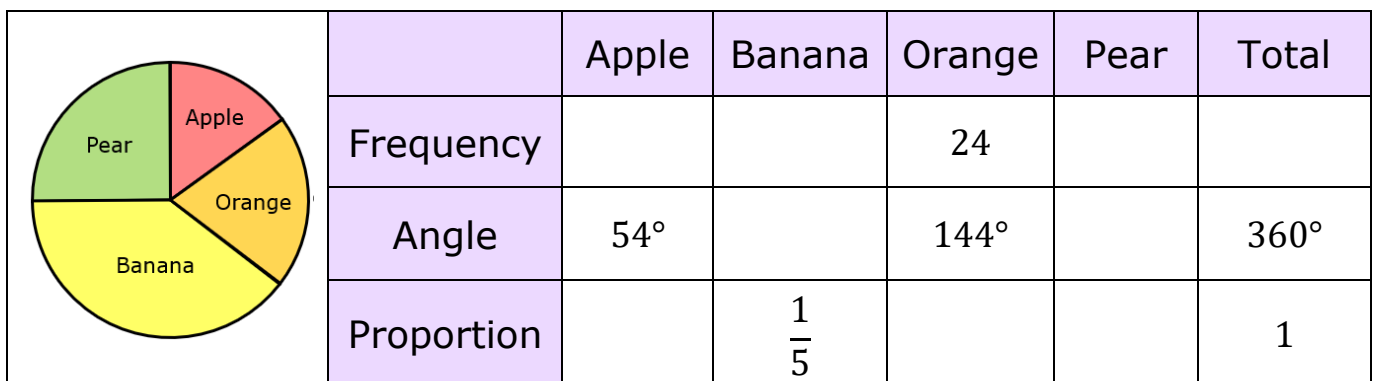 Apple Banana Orange Pear Total
Pear Apple
Orange
Banana
Frequency 24
Angle 54° 144° 360°
Proportion 1/5 1